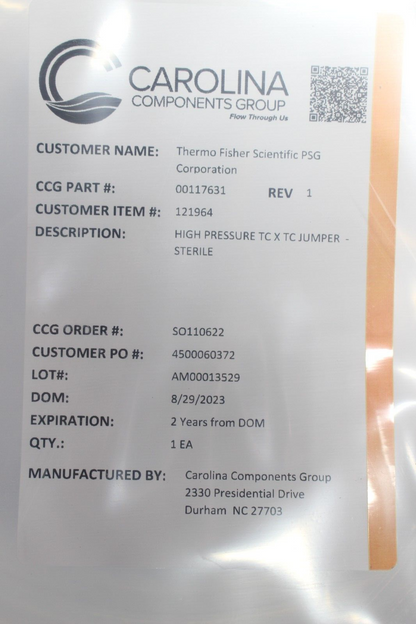 CAROLINA
COMPONENTS GROUP
Flow Through Us
CUSTOMER NAME: Thermo Fisher Scientific PSG
Corporation
CCG PART #: 00117631 REV 1
CUSTOMER ITEM #: 121964
DESCRIPTION: HIGH PRESSURE TC X TC JUMPER -
STERILE
CCG ORDER #: SO110622
CUSTOMER PO #: 4500060372
LOT#: AM00013529
DOM: 8/29/2023
EXPIRATION: 2 Years from DOM
QTY.: 1 EA
MANUFACTURED BY: Carolina Components Group
2330 Presidential Drive
Durham NC 27703